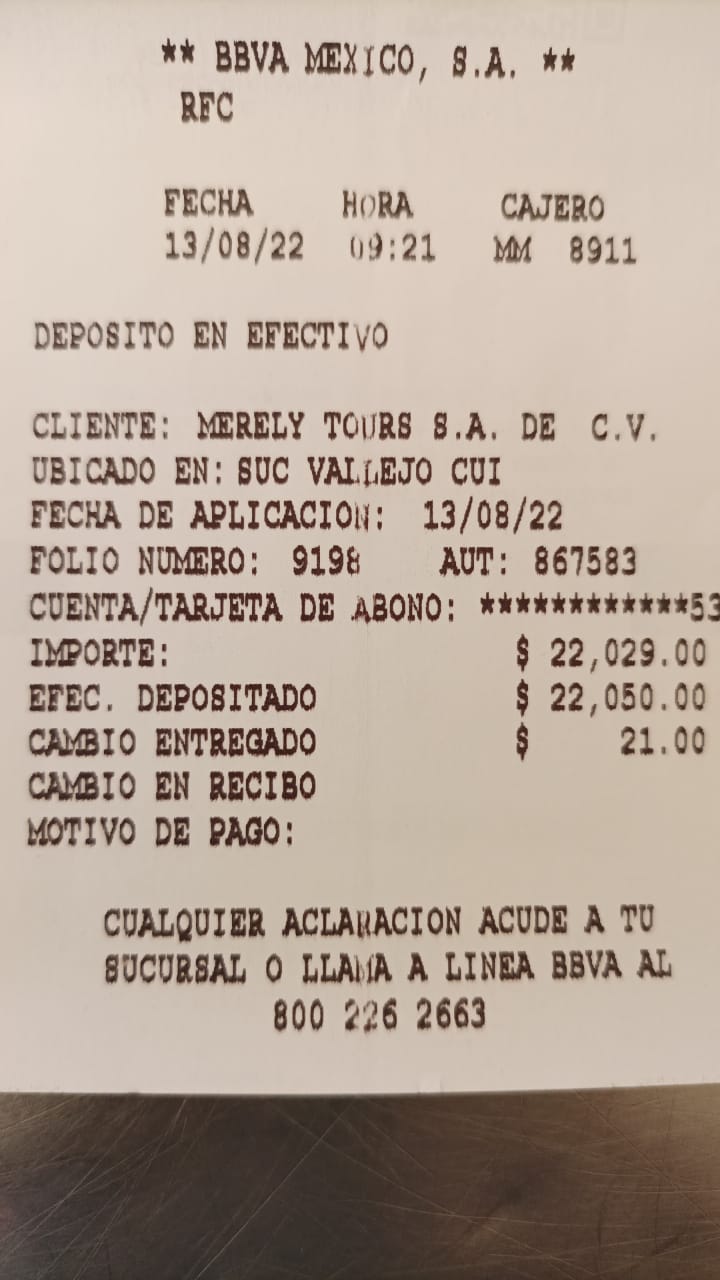 ** BBVA MEXICO, S.A. **
RFC
FECHA HORA CAJERO
13/08/22 09:21 MM 8911
DEPOSITO EN EFECTIVO
CLIENTE: MERELY TOURS S.A. DE C.V.
UBICADO EN: SUC VALLEJO CUI
FECHA DE APLICACION: 13/08/22
FOLIO NUMERO: 9198 AUT: 867583
CUENTA/TARJETA DE ABONO: ************53
IMPORTE: $ 22,029.00
EFEC. DEPOSITADO $ 22,050.00
CAMBIO ENTREGADO $ 21.00
CAMBIO EN RECIBO
MOTIVO DE PAGO:
CUALQUIER ACLARACION ACUDE A TU
SUCURSAL O LLAMA A LINEA BBVA AL
800 226 2663